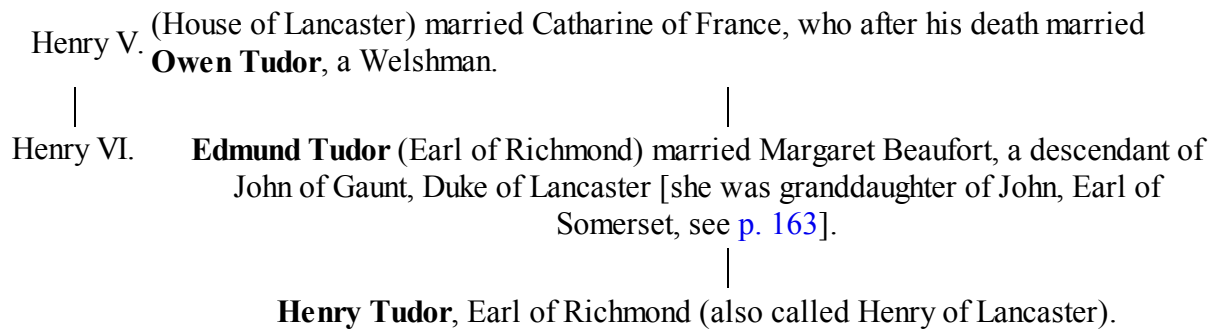 Henry V. (House of Lancaster) married Catharine of France, who after his death married
Owen Tudor, a Welshman.
Henry VI. Edmund Tudor (Earl of Richmond) married Margaret Beaufort, a descendant of
John of Gaunt, Duke of Lancaster [she was granddaughter of John, Earl of
Somerset, see p. 163].
Henry Tudor, Earl of Richmond (also called Henry of Lancaster).